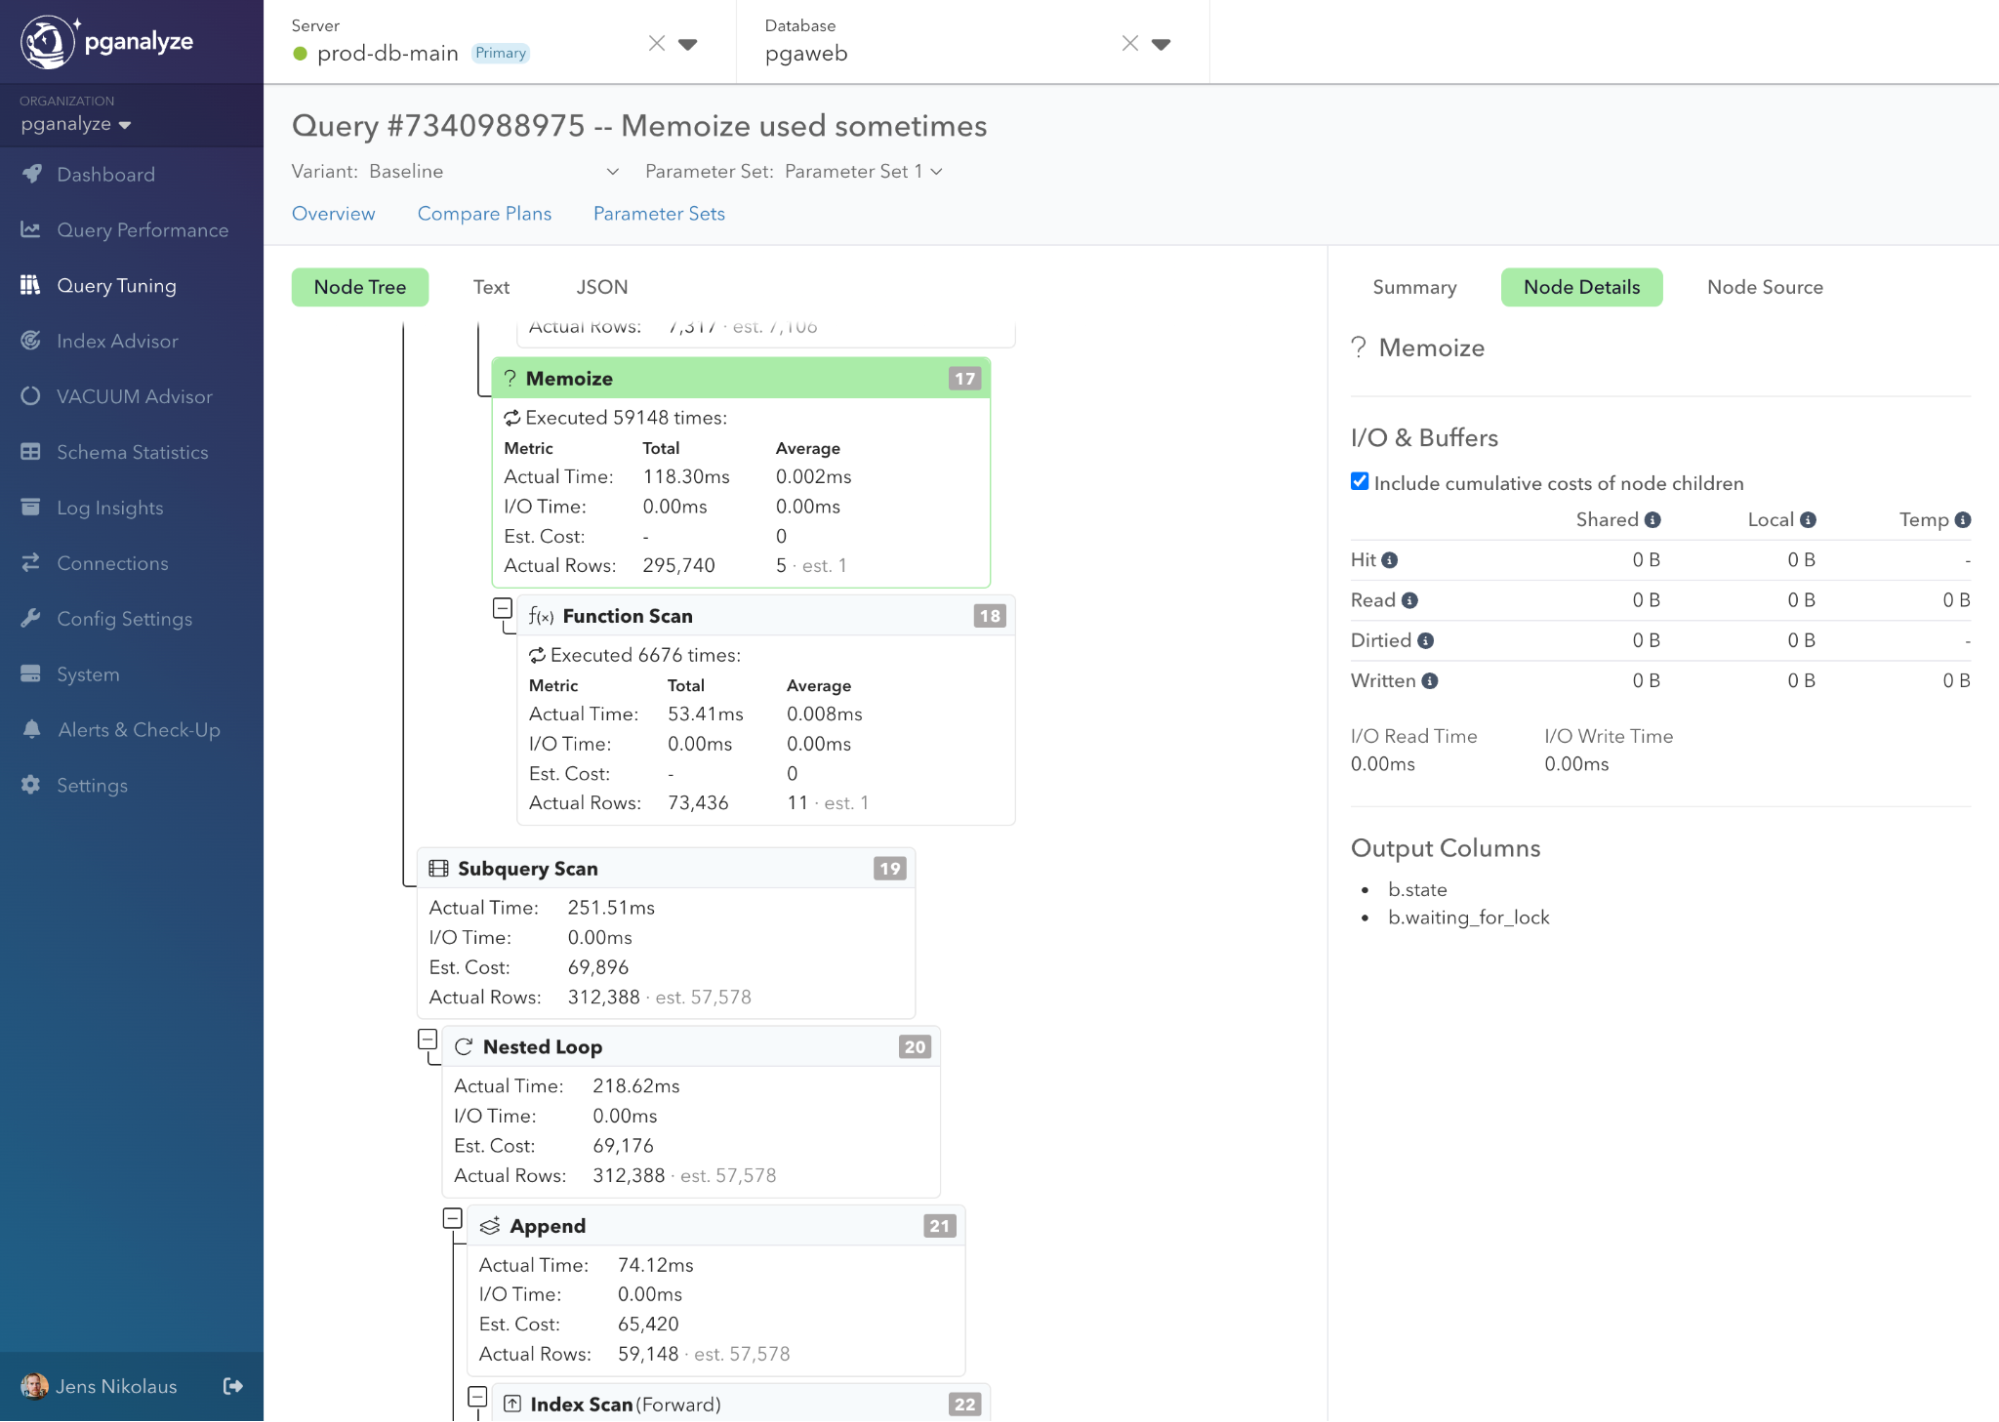 pganalyze
ORGANIZATION
pganalyze
Dashboard
Query Performance
Query Tuning
Index Advisor
VACUUM Advisor
Schema Statistics
Log Insights
Connections
Config Settings
System
Alerts & Check-Up
Settings
Jens Nikolaus
Server
prod-db-main Primary
Database
pgaweb
Query #7340988975 -- Memoize used sometimes
Variant: Baseline Parameter Set: Parameter Set 1
Overview Compare Plans Parameter Sets
Node Tree Text JSON
Actual Rows: 7,317 · est. 7,106
? Memoize 17
Executed 59148 times:
Metric Total Average
Actual Time: 118.30ms 0.002ms
I/O Time: 0.00ms 0.00ms
Est. Cost: - 0
Actual Rows: 295,740 5 · est. 1
f(x) Function Scan 18
Executed 6676 times:
Metric Total Average
Actual Time: 53.41ms 0.008ms
I/O Time: 0.00ms 0.00ms
Est. Cost: - 0
Actual Rows: 73,436 11 · est. 1
Subquery Scan 19
Actual Time: 251.51ms
I/O Time: 0.00ms
Est. Cost: 69,896
Actual Rows: 312,388 · est. 57,578
Nested Loop 20
Actual Time: 218.62ms
I/O Time: 0.00ms
Est. Cost: 69,176
Actual Rows: 312,388 · est. 57,578
Append 21
Actual Time: 74.12ms
I/O Time: 0.00ms
Est. Cost: 65,420
Actual Rows: 59,148 · est. 57,578
Index Scan (Forward) 22
Summary Node Details Node Source
? Memoize
I/O & Buffers
Include cumulative costs of node children
Shared Local Temp
Hit 0 B 0 B -
Read 0 B 0 B 0 B
Dirtied 0 B 0 B -
Written 0 B 0 B 0 B
I/O Read Time I/O Write Time
0.00ms 0.00ms
Output Columns
• b.state
• b.waiting_for_lock